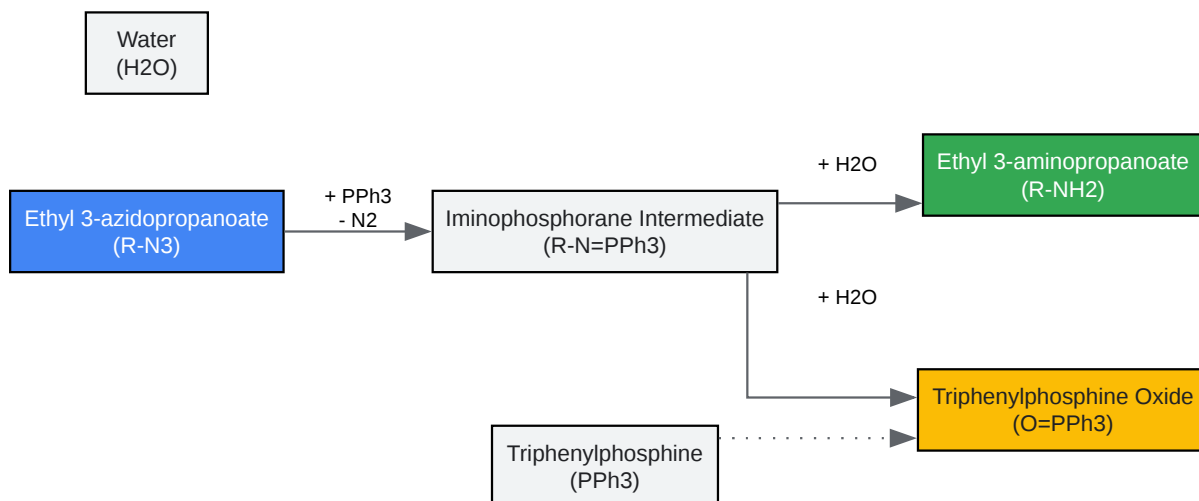 Water
(H2O)
Ethyl 3-azidopropanoate
(R-N3)
+ PPh3
- N2
Iminophosphorane Intermediate
(R-N=PPh3)
+ H2O
Ethyl 3-aminopropanoate
(R-NH2)
+ H2O
Triphenylphosphine Oxide
(O=PPh3)
Triphenylphosphine
(PPh3)